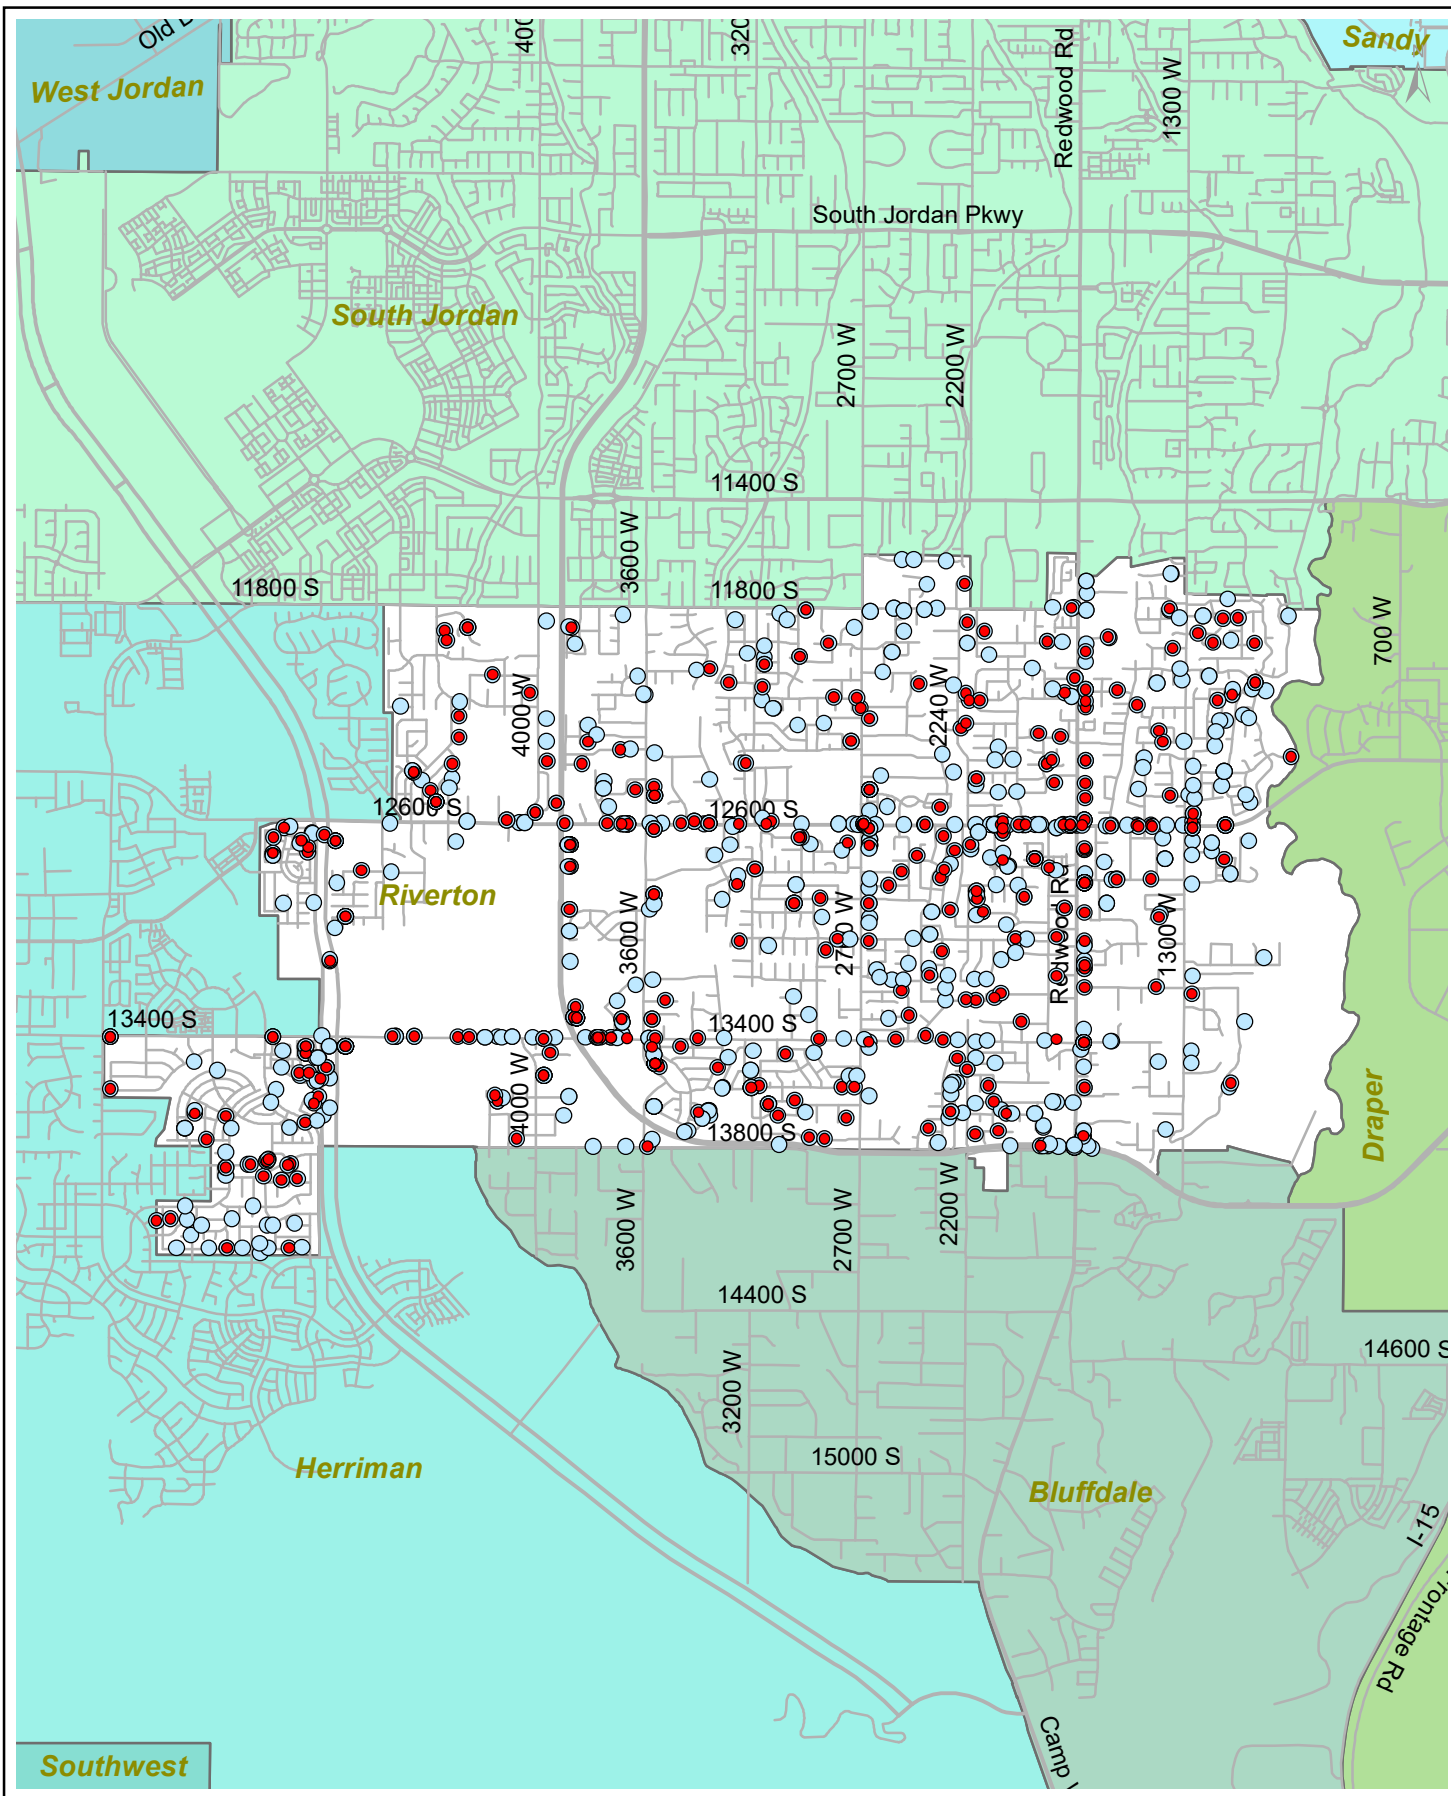 Sandy
Old
400
320
Redwood Rd
1300 W
West Jordan
South Jordan Pkwy
South Jordan
2700 W
2200 W
11400 S
3600 W
11800 S
11800 S
700 W
2240 W
4000 W
12600 S
12600 S
Riverton
3600 W
2700 W
Redwood Rd
1300 W
13400 S
13400 S
4000 W
13800 S
Draper
3600 W
2700 W
2200 W
14400 S
14600 S
3200 W
15000 S
Herriman
Bluffdale
I-15
Frontage Rd
Camp
Southwest